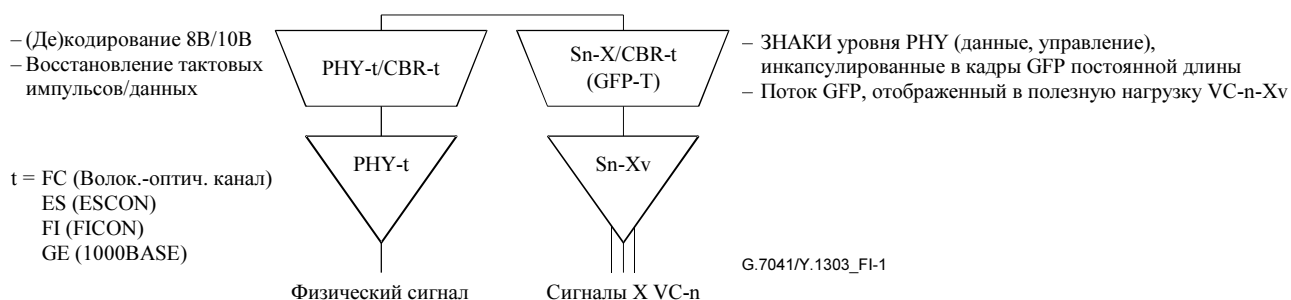 – (Де)кодирование 8B/10B
– Восстановление тактовых
импульсов/данных
PHY-t/CBR-t
Sn-X/CBR-t
(GFP-T)
– ЗНАКИ уровня PHY (данные, управление),
инкапсулированные в кадры GFP постоянной длины
– Поток GFP, отображенный в полезную нагрузку VC-n-Xv
PHY-t
Sn-Xv
t = FC (Волок.-оптич. канал)
ES (ESCON)
FI (FICON)
GE (1000BASE)
G.7041/Y.1303_FI-1
Физический сигнал
Сигналы X VC-n